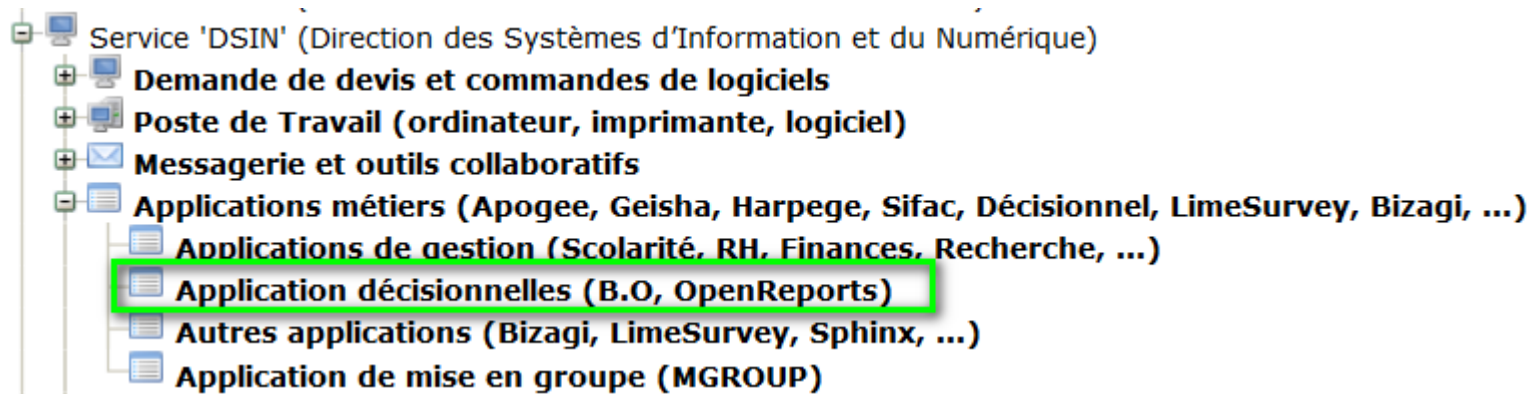 Service 'DSIN' (Direction des Systèmes d’Information et du Numérique)
Demande de devis et commandes de logiciels
Poste de Travail (ordinateur, imprimante, logiciel)
Messagerie et outils collaboratifs
Applications métiers (Apogee, Geisha, Harpege, Sifac, Décisionnel, LimeSurvey, Bizagi, ...)
Applications de gestion (Scolarité, RH, Finances, Recherche, ...)
Application décisionnelles (B.O, OpenReports)
Autres applications (Bizagi, LimeSurvey, Sphinx, ...)
Application de mise en groupe (MGROUP)